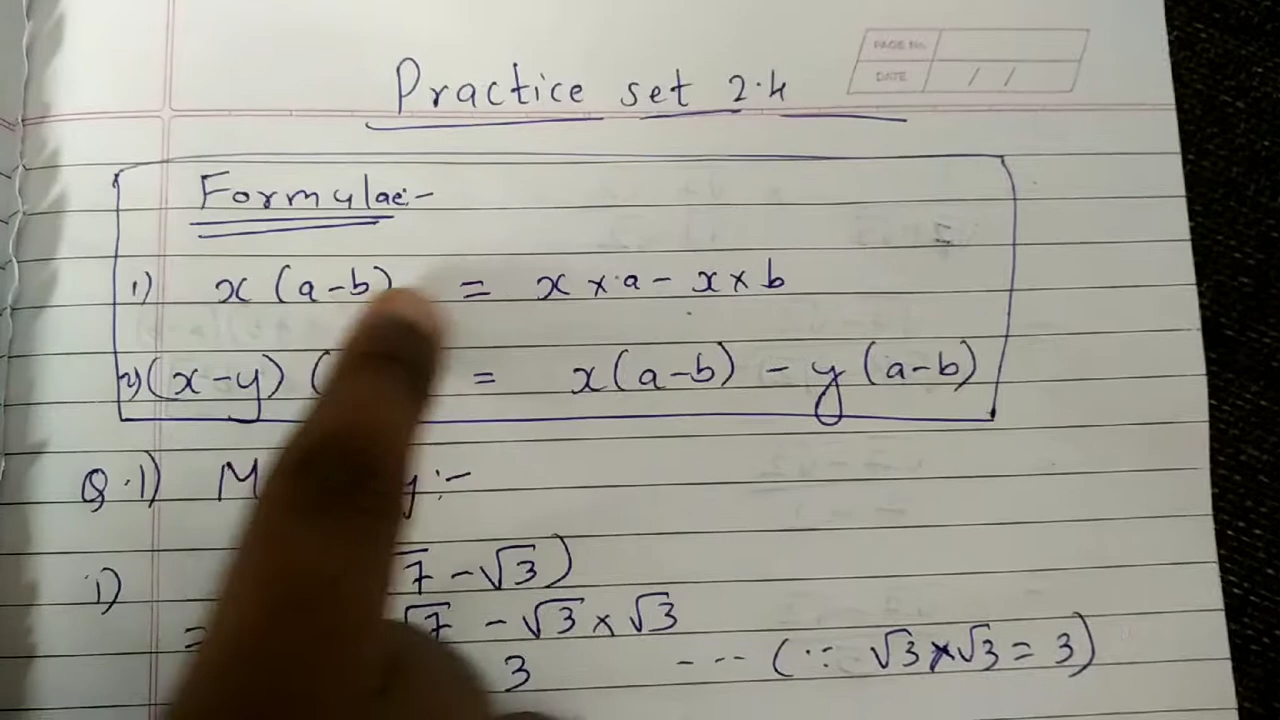 PAGE No.
DATE / /
Practice set 2.4
Formulae:-
1) x (a-b) = x × a - x × b
2) (x-y) ( = x(a-b) - y(a-b)
Q.1) M y:-
i) 7 - √3)
= √7 - √3 × √3
3 --- (∵ √3 × √3 = 3)